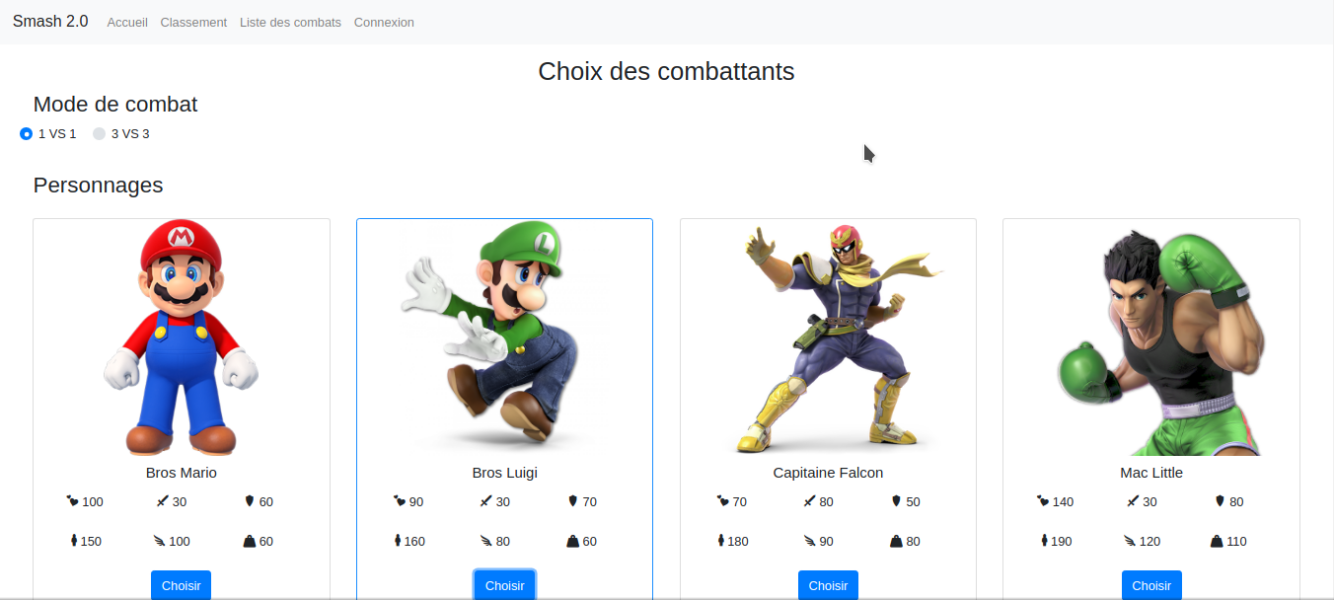 Smash 2.0 Accueil Classement Liste des combats Connexion
Choix des combattants
Mode de combat
1 VS 1 3 VS 3
Personnages
M L
Bros Mario Bros Luigi Capitaine Falcon Mac Little
100 30 60 90 30 70 70 80 50 140 30 80
150 100 60 160 80 60 180 90 80 190 120 110
Choisir Choisir Choisir Choisir